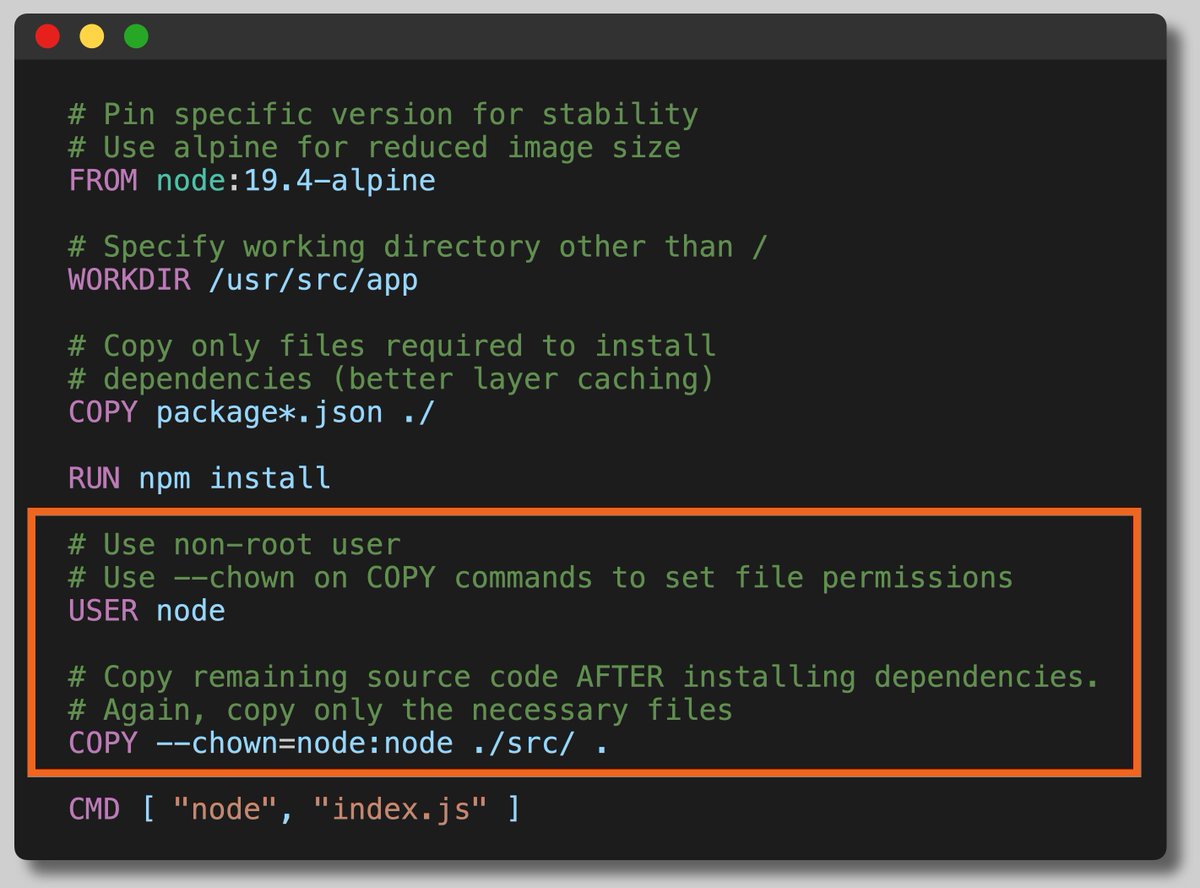 # Pin specific version for stability
# Use alpine for reduced image size
FROM node:19.4-alpine
# Specify working directory other than /
WORKDIR /usr/src/app
# Copy only files required to install
# dependencies (better layer caching)
COPY package*.json ./
RUN npm install
# Use non-root user
# Use --chown on COPY commands to set file permissions
USER node
# Copy remaining source code AFTER installing dependencies.
# Again, copy only the necessary files
COPY --chown=node:node ./src/ .
CMD [ "node", "index.js" ]